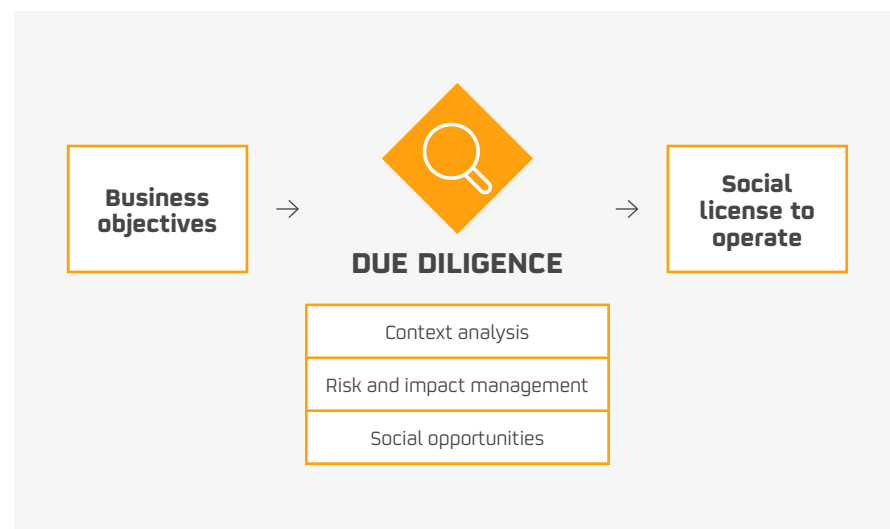 Business
objectives
DUE DILIGENCE
Context analysis
Risk and impact management
Social opportunities
Social
license to
operate